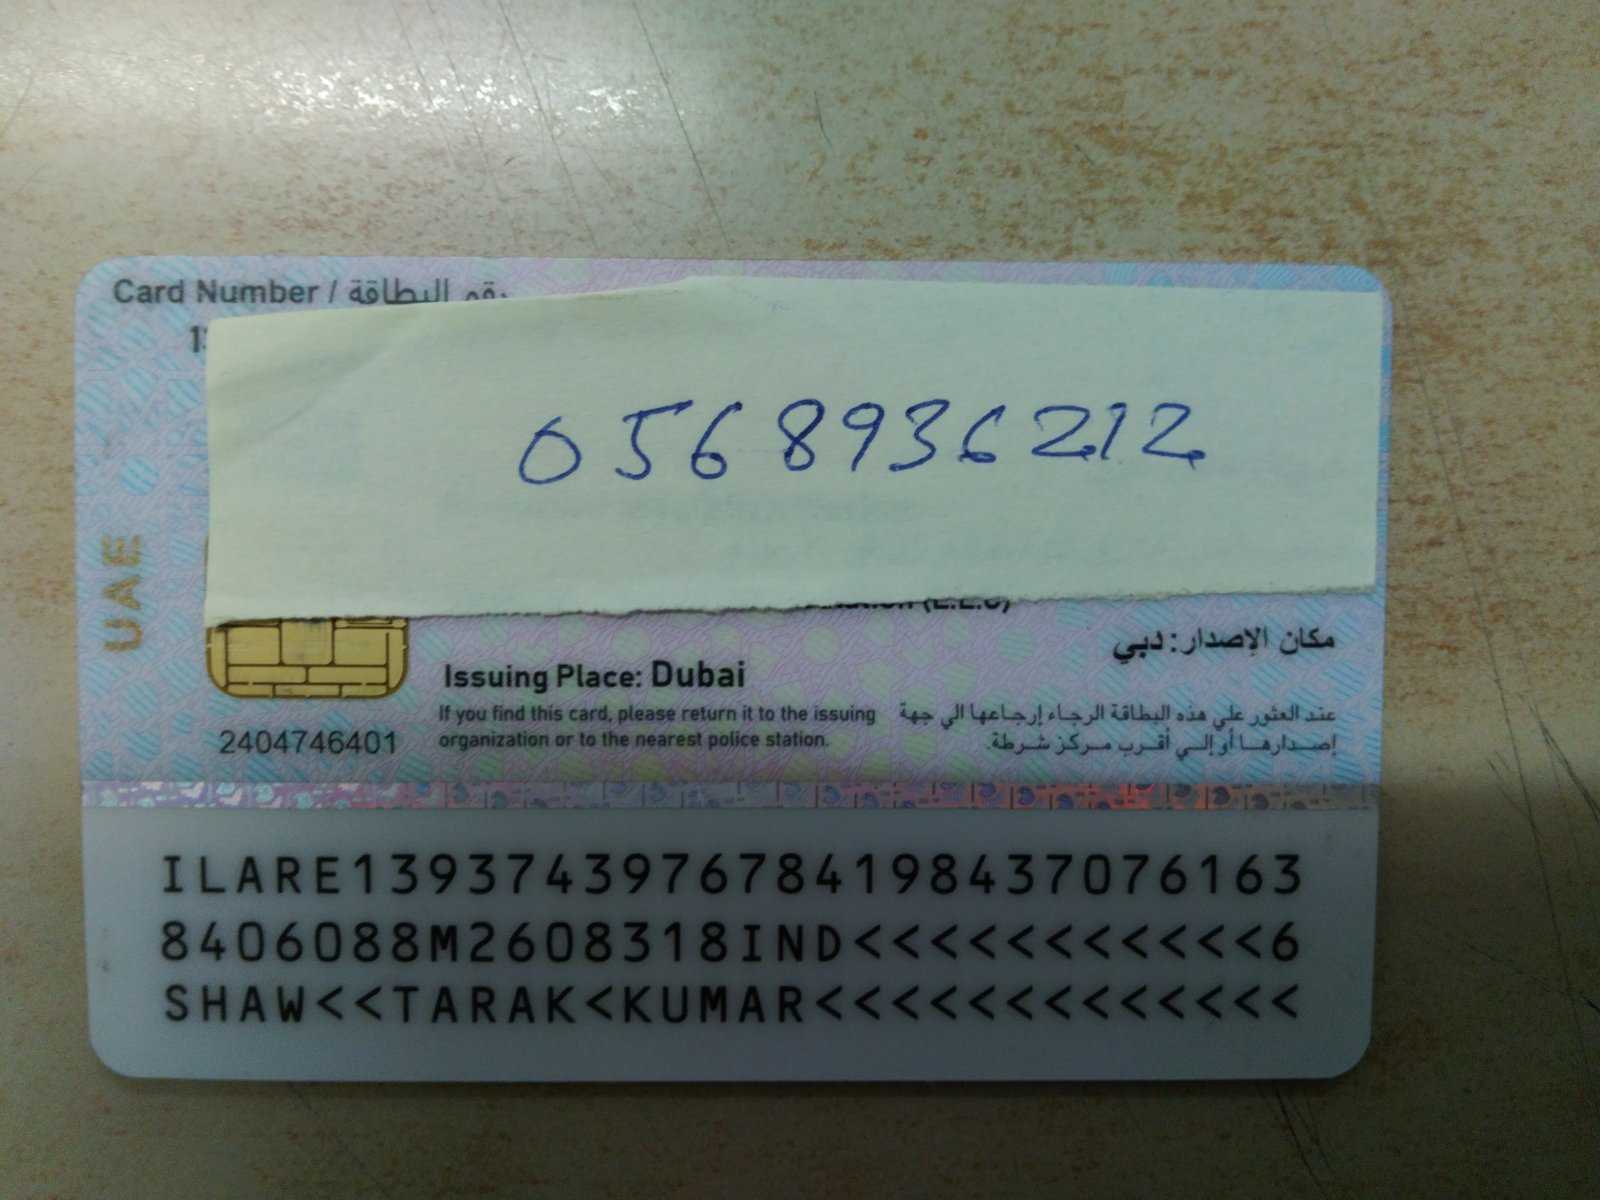 Card Number / رقم البطاقة
0568936212
UAE
مكان الإصدار: دبي
Issuing Place: Dubai
If you find this card, please return it to the issuing
organization or to the nearest police station.
عند العثور علي هذه البطاقة الرجاء إرجاعها الي جهة
إصدارها أو إلي أقرب مركز شرطة.
2404746401
ILARE1393743976784198437076163
8406088M2608318IND<<<<<<<<<<<6
SHAW<<TARAK<KUMAR<<<<<<<<<<<<<